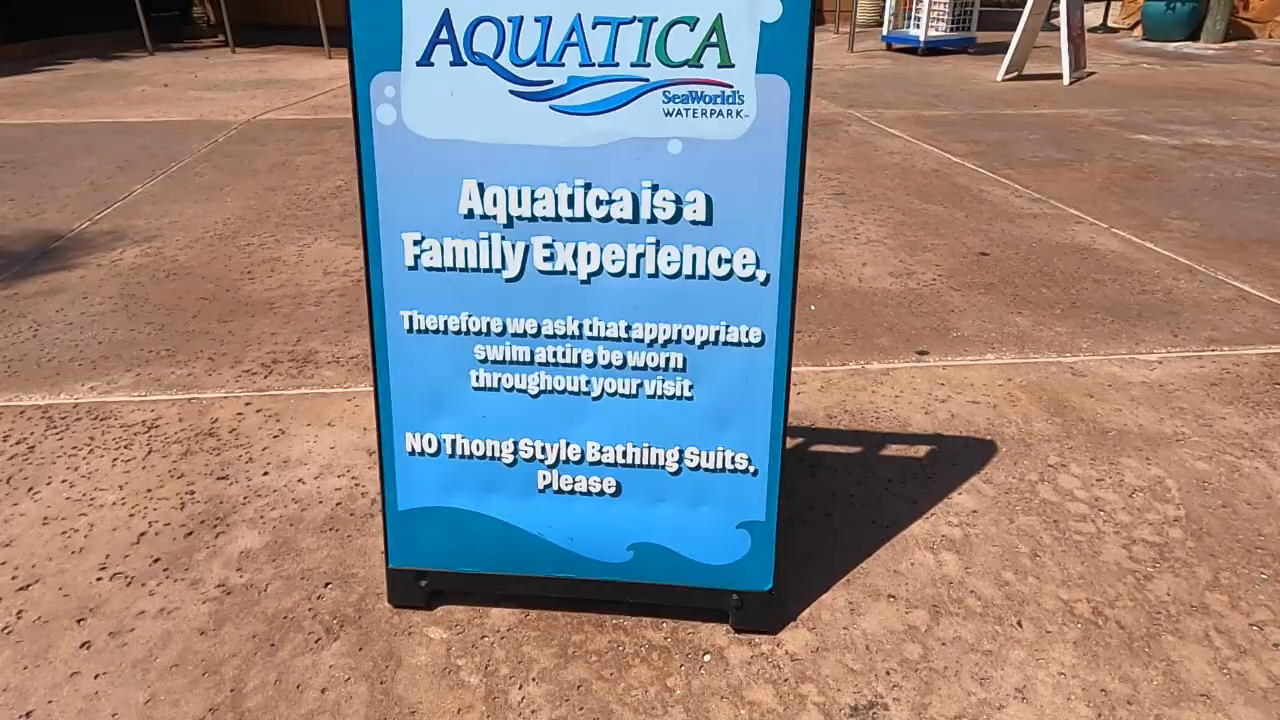 AQUATICA
SeaWorld's
WATERPARK™
Aquatica is a
Family Experience,
Therefore we ask that appropriate
swim attire be worn
throughout your visit
NO Thong Style Bathing Suits,
Please